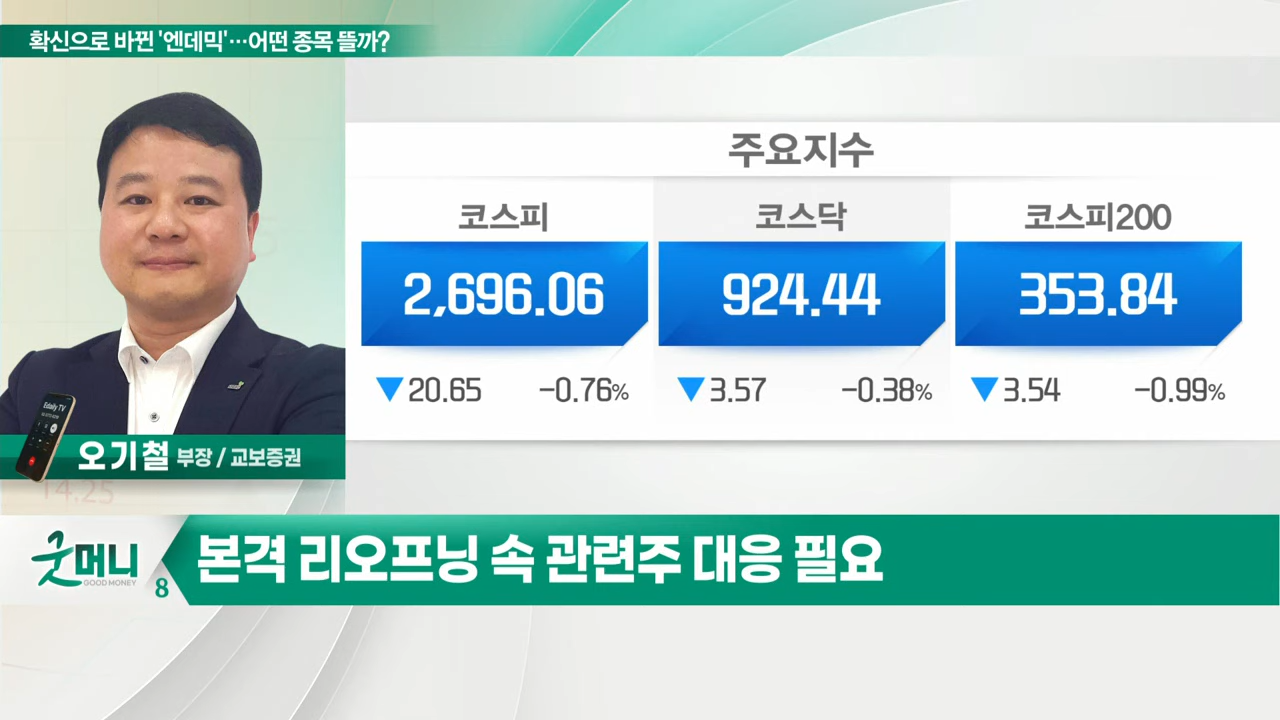 확신으로 바뀐 '엔데믹'…어떤 종목 뜰까?
주요지수
코스피 코스닥 코스피200
2,696.06 924.44 353.84
▼20.65 -0.76% ▼3.57 -0.38% ▼3.54 -0.99%
Edaily TV
오기철 부장 / 교보증권
14.25
굿머니
GOOD MONEY
8
본격 리오프닝 속 관련주 대응 필요